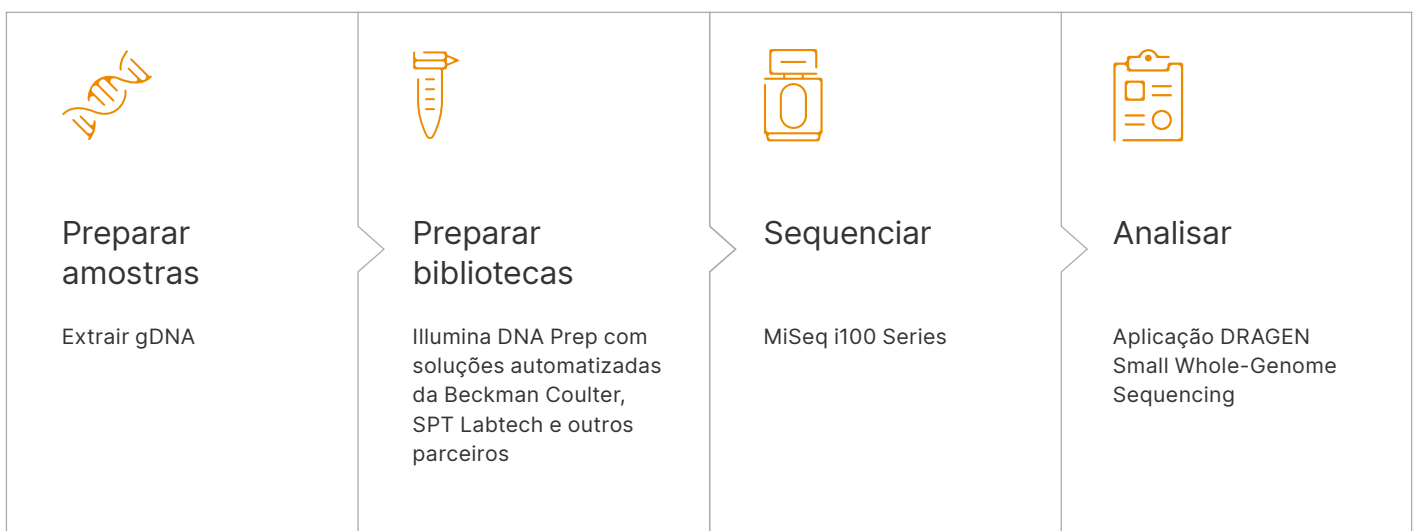 Preparar
amostras
Extrair gDNA
Preparar
bibliotecas
Illumina DNA Prep com
soluções automatizadas
da Beckman Coulter,
SPT Labtech e outros
parceiros
Sequenciar
MiSeq i100 Series
Analisar
Aplicação DRAGEN
Small Whole-Genome
Sequencing